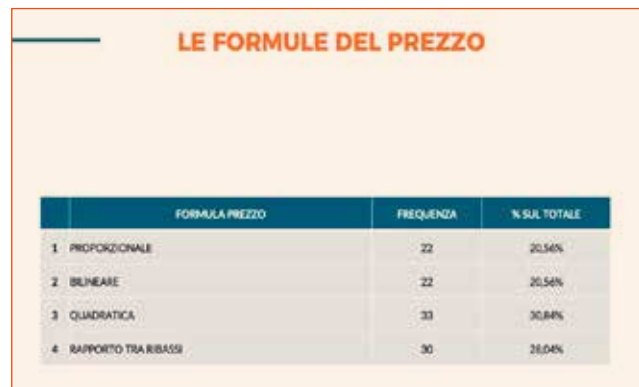 LE FORMULE DEL PREZZO
FORMULA PREZZO FREQUENZA % SUL TOTALE
1 PROPORZIONALE 22 20,56%
2 BILINEARE 22 20,56%
3 QUADRATICA 33 30,84%
4 RAPPORTO TRA RIBASSI 30 28,04%